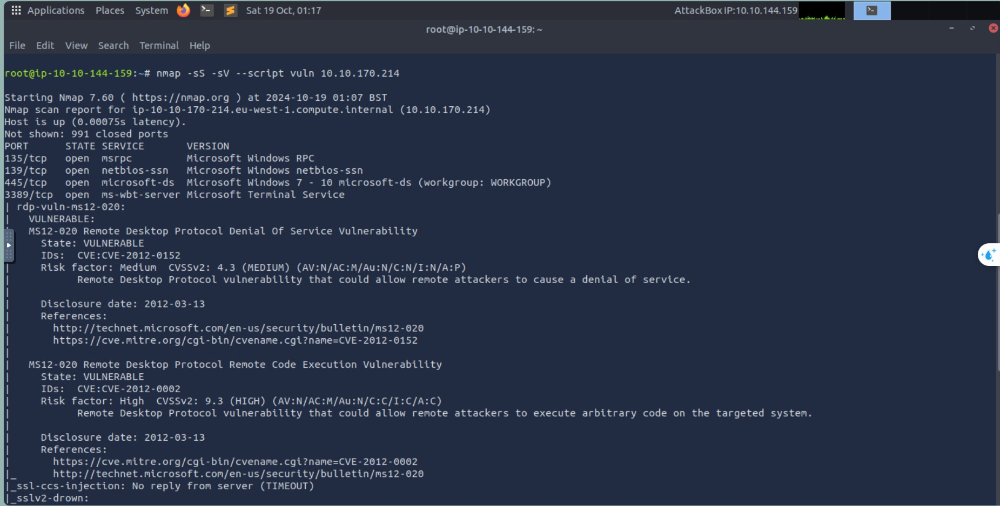 Applications Places System Sat 19 Oct, 01:17 AttackBox IP:10.10.144.159
root@ip-10-10-144-159: ~
File Edit View Search Terminal Help
root@ip-10-10-144-159:~# nmap -sS -sV --script vuln 10.10.170.214
Starting Nmap 7.60 ( https://nmap.org ) at 2024-10-19 01:07 BST
Nmap scan report for ip-10-10-170-214.eu-west-1.compute.internal (10.10.170.214)
Host is up (0.00075s latency).
Not shown: 991 closed ports
PORT      STATE SERVICE       VERSION
135/tcp   open  msrpc         Microsoft Windows RPC
139/tcp   open  netbios-ssn   Microsoft Windows netbios-ssn
445/tcp   open  microsoft-ds  Microsoft Windows 7 - 10 microsoft-ds (workgroup: WORKGROUP)
3389/tcp  open  ms-wbt-server Microsoft Terminal Service
| rdp-vuln-ms12-020:
|   VULNERABLE:
|   MS12-020 Remote Desktop Protocol Denial Of Service Vulnerability
|     State: VULNERABLE
|     IDs:  CVE:CVE-2012-0152
|     Risk factor: Medium  CVSSv2: 4.3 (MEDIUM) (AV:N/AC:M/Au:N/C:N/I:N/A:P)
|           Remote Desktop Protocol vulnerability that could allow remote attackers to cause a denial of service.
|
|     Disclosure date: 2012-03-13
|     References:
|       http://technet.microsoft.com/en-us/security/bulletin/ms12-020
|       https://cve.mitre.org/cgi-bin/cvename.cgi?name=CVE-2012-0152
|
|   MS12-020 Remote Desktop Protocol Remote Code Execution Vulnerability
|     State: VULNERABLE
|     IDs:  CVE:CVE-2012-0002
|     Risk factor: High  CVSSv2: 9.3 (HIGH) (AV:N/AC:M/Au:N/C:C/I:C/A:C)
|           Remote Desktop Protocol vulnerability that could allow remote attackers to execute arbitrary code on the targeted system.
|
|     Disclosure date: 2012-03-13
|     References:
|       https://cve.mitre.org/cgi-bin/cvename.cgi?name=CVE-2012-0002
|_      http://technet.microsoft.com/en-us/security/bulletin/ms12-020
|_ssl-ccs-injection: No reply from server (TIMEOUT)
|_sslv2-drown: